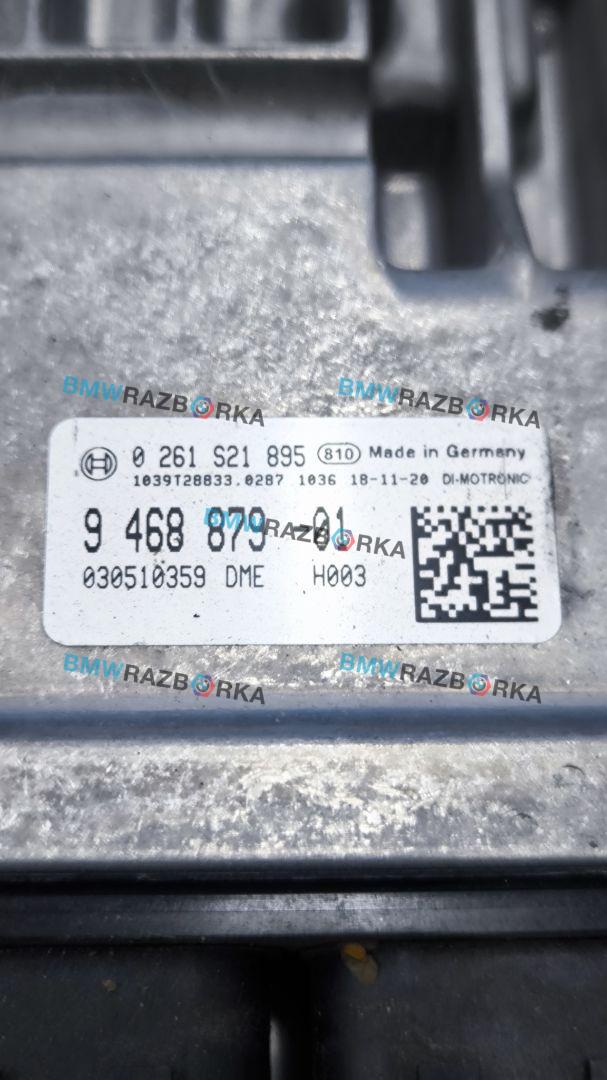 BMWRAZBORKA BMWRAZBORKA
0 261 S21 895 810 Made in Germany
1039T28833.0287 1036 18-11-20 DI-MOTRONIC
9 468 879 -01
BMWRAZBORKA
030510359 DME H003
BMWRAZBORKA BMWRAZBORKA